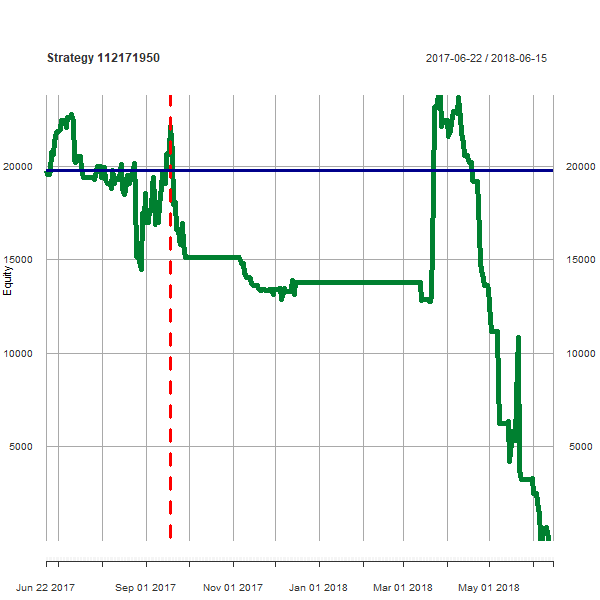 Strategy 112171950
2017-06-22 / 2018-06-15
20000
20000
15000
15000
Equity
10000
10000
5000
5000
Jun 22 2017
Sep 01 2017
Nov 01 2017
Jan 01 2018
Mar 01 2018
May 01 2018